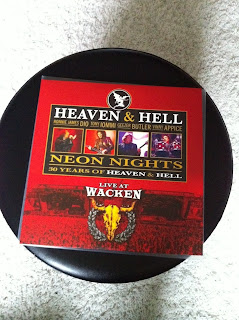 HEAVEN & HELL
RONNIE JAMES DIO TONY IOMMI GEEZER BUTLER VINNY APPICE
NEON NIGHTS
30 YEARS OF HEAVEN & HELL
LIVE AT
WACKEN